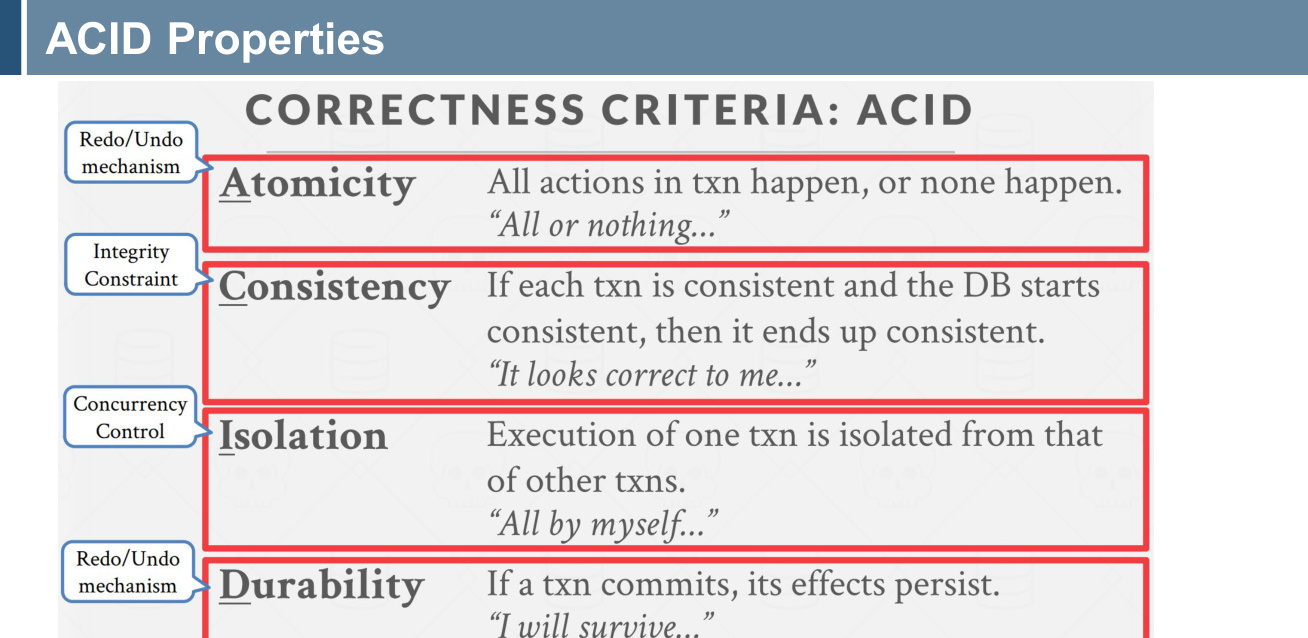 ACID Properties
CORRECTNESS CRITERIA: ACID
Redo/Undo
mechanism
Atomicity
All actions in txn happen, or none happen.
“All or nothing...”
Integrity
Constraint
Consistency
If each txn is consistent and the DB starts
consistent, then it ends up consistent.
“It looks correct to me...”
Concurrency
Control
Isolation
Execution of one txn is isolated from that
of other txns.
“All by myself...”
Redo/Undo
mechanism
Durability
If a txn commits, its effects persist.
“I will survive...”